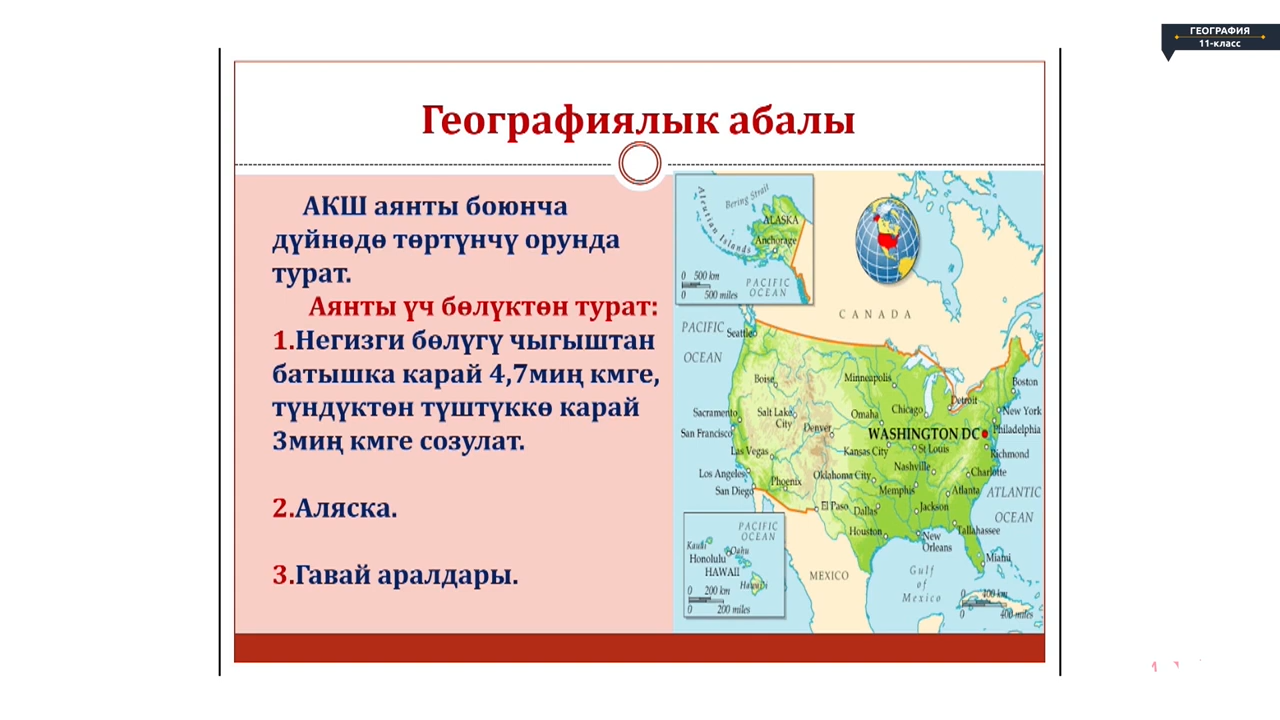 ГЕОГРАФИЯ
11-класс
Географиялык абалы
АКШ аянты боюнча
дүйнөдө төртүнчү орунда
турат.
Аянты үч бөлүктөн турат:
1.Негизги бөлүгү чыгыштан
батышка карай 4,7миң кмге,
түндүктөн түштүккө карай
3миң кмге созулат.
2.Аляска.
3.Гавай аралдары.
Aleutian Islands
Bering Strait
ALASKA
Anchorage
0 500 km
0 500 miles
PACIFIC
OCEAN
CANADA
PACIFIC
OCEAN
Seattle
Boise
Minneapolis
Boston
Detroit
Sacramento
Salt Lake
City
Omaha
Chicago
New York
San Francisco
Denver
WASHINGTON DC
Philadelphia
Las Vegas
Kansas City
St Louis
Richmond
Los Angeles
Phoenix
Oklahoma City
Nashville
Charlotte
San Diego
Memphis
Atlanta
ATLANTIC
OCEAN
El Paso
Dallas
Jackson
Houston
New
Orleans
Tallahassee
Miami
PACIFIC
OCEAN
Kauai
Oahu
Honolulu
HAWAII
Hawaii
0 200 km
0 200 miles
MEXICO
Gulf
of
Mexico
0 400 km
0 400 miles